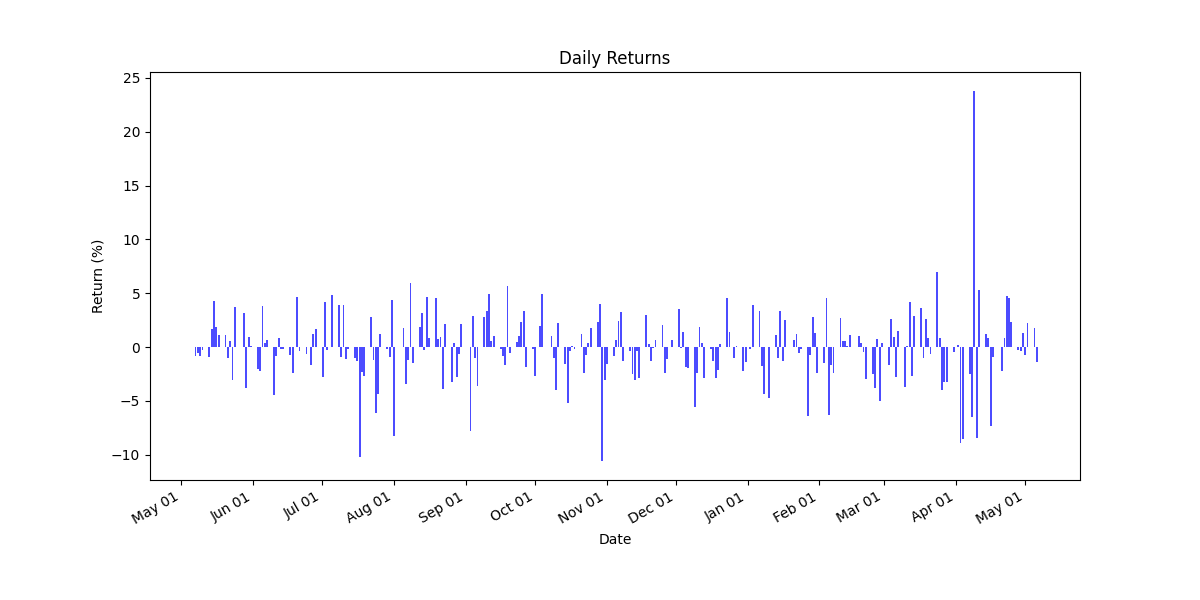 Daily Returns
25
20
15
10
5
0
−5
−10
Return (%)
May 01
Jun 01
Jul 01
Aug 01
Sep 01
Oct 01
Nov 01
Dec 01
Jan 01
Feb 01
Mar 01
Apr 01
May 01
Date